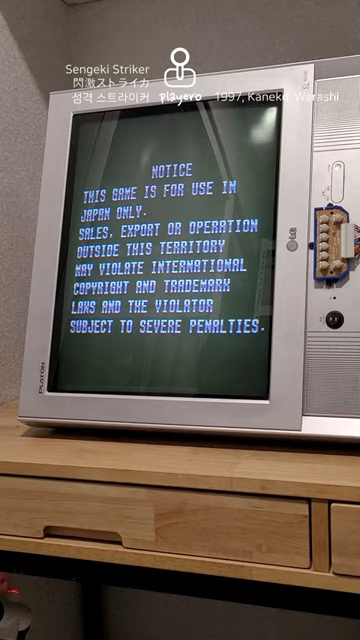 Sengeki Striker
閃激ストライカ
섬격 스트라이커
playero
1997, Kaneko Warashi
NOTICE
THIS GAME IS FOR USE IN
JAPAN ONLY.
SALES, EXPORT OR OPERATION
OUTSIDE THIS TERRITORY
MAY VIOLATE INTERNATIONAL
COPYRIGHT AND TRADEMARK
LAWS AND THE VIOLATOR
SUBJECT TO SEVERE PENALTIES.
LG
PLATON